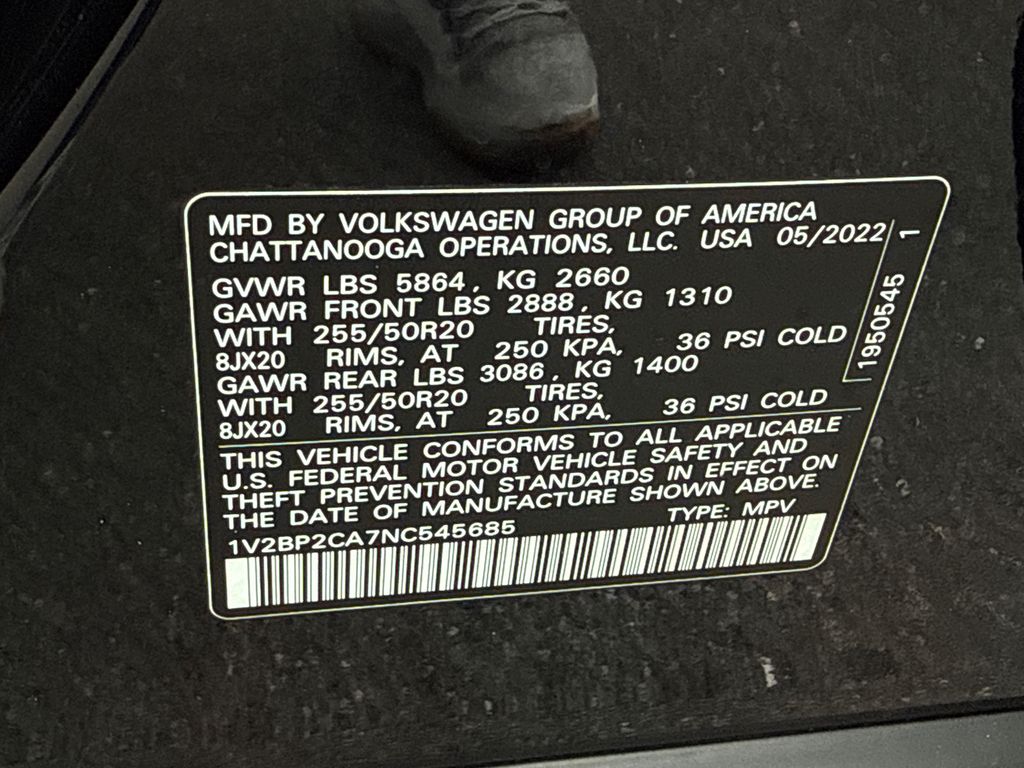 MFD BY VOLKSWAGEN GROUP OF AMERICA
CHATTANOOGA OPERATIONS, LLC. USA 05/2022
GVWR LBS 5864, KG 2660
GAWR FRONT LBS 2888, KG 1310
WITH 255/50R20 TIRES,
8JX20 RIMS, AT 250 KPA, 36 PSI COLD
GAWR REAR LBS 3086, KG 1400
WITH 255/50R20 TIRES,
8JX20 RIMS, AT 250 KPA, 36 PSI COLD
1950545 1
THIS VEHICLE CONFORMS TO ALL APPLICABLE
U.S. FEDERAL MOTOR VEHICLE SAFETY AND
THEFT PREVENTION STANDARDS IN EFFECT ON
THE DATE OF MANUFACTURE SHOWN ABOVE.
1V2BP2CA7NC545685 TYPE: MPV